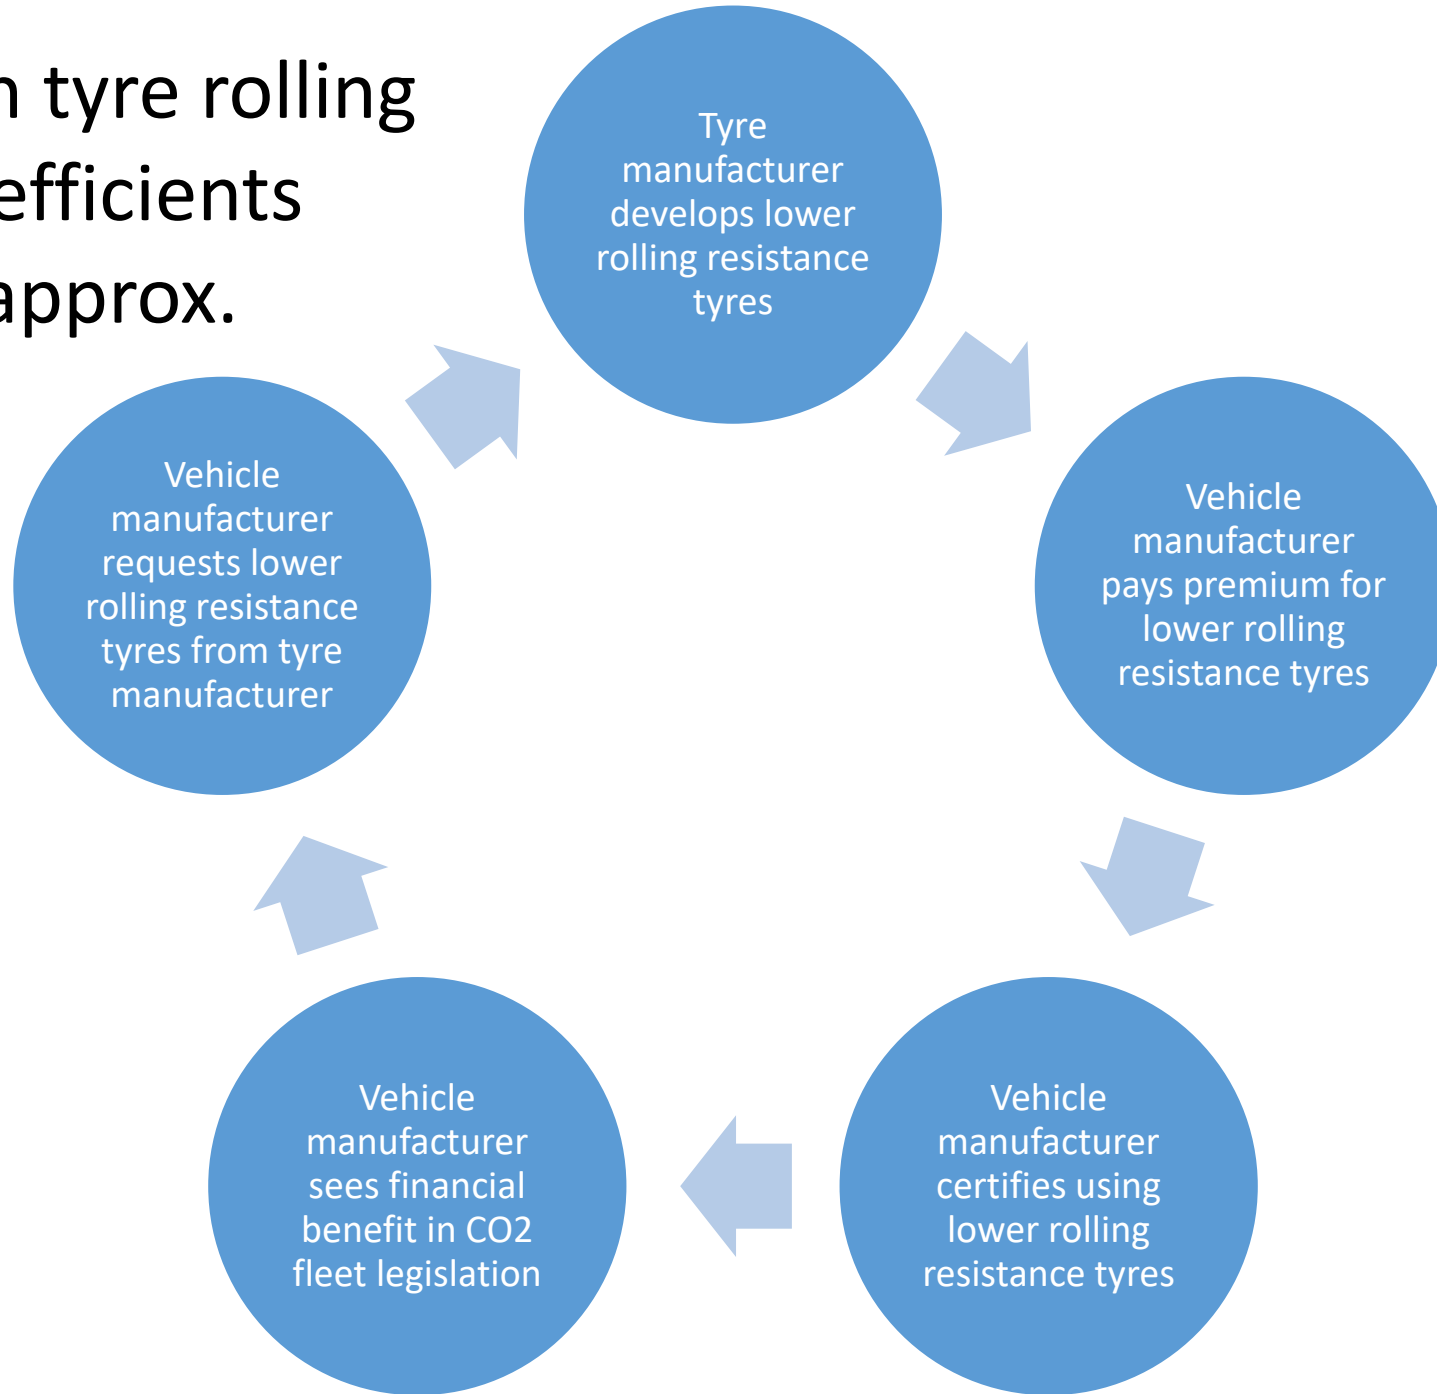 n tyre rolling
efficients
approx.
Tyre
manufacturer
develops lower
rolling resistance
tyres
Vehicle
manufacturer
pays premium for
lower rolling
resistance tyres
Vehicle
manufacturer
certifies using
lower rolling
resistance tyres
Vehicle
manufacturer
sees financial
benefit in CO2
fleet legislation
Vehicle
manufacturer
requests lower
rolling resistance
tyres from tyre
manufacturer